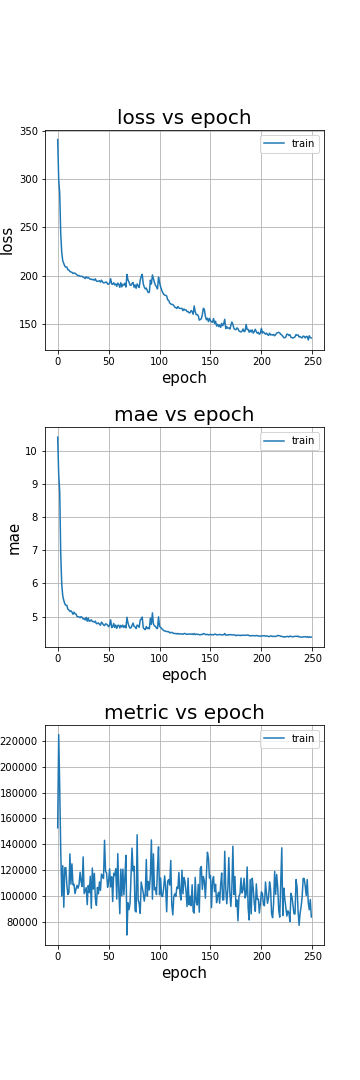 loss vs epoch
350
300
250
200
150
loss
train
0 50 100 150 200 250
epoch
mae vs epoch
10
9
8
7
6
5
mae
train
0 50 100 150 200 250
epoch
metric vs epoch
220000
200000
180000
160000
140000
120000
100000
80000
train
0 50 100 150 200 250
epoch